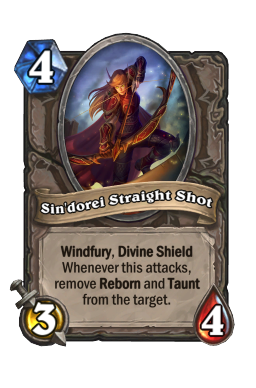 4
Sin'dorei Straight Shot
Windfury, Divine Shield
Whenever this attacks,
remove Reborn and Taunt
from the target.
3
4